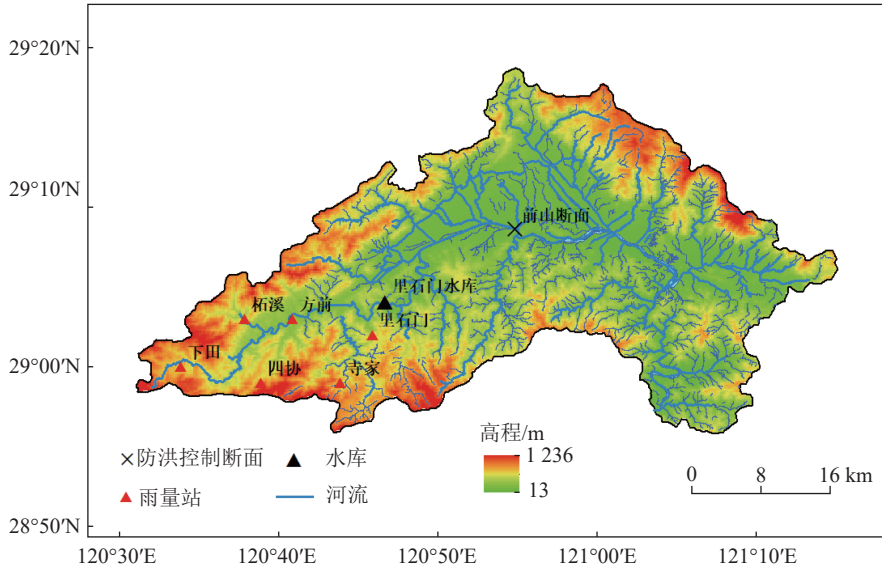 29°20′N
29°10′N
29°00′N
28°50′N
前山断面
里石门水库
柘溪
方前
里石门
下田
四协
寺家
高程/m
1 236
13
×防洪控制断面
水库
雨量站
河流
0 8 16 km
120°30′E 120°40′E 120°50′E 121°00′E 121°10′E